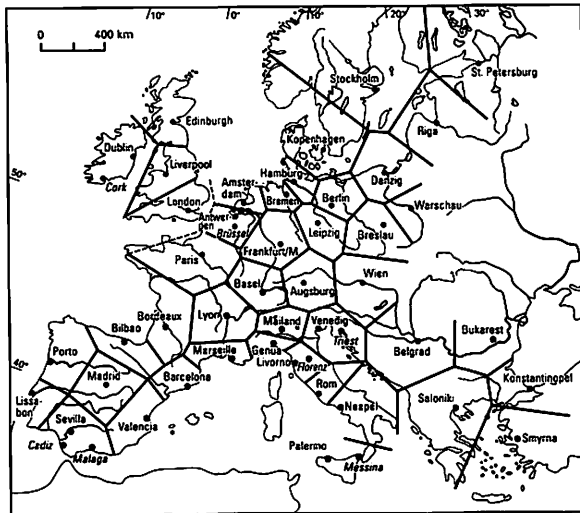 /10° 0° /10° \20° \30°
0 400 km
Stockholm
St. Petersburg
Edinburgh
Riga
Kopenhagen
Dublin
Liverpool
Hamburg
Danzig
50°
Cork
Amster-
dam
Bremen
Berlin
London
Warschau
Antwer-
pen
Leipzig
Brüssel
Breslau
Frankfurt/M.
Paris
Basel
Wien
Augsburg
Bordeaux
Lyon
Mailand
Venedig
Bukarest
Bilbao
Triest
Belgrad
Porto
Marseille
Genua
Livorno
Florenz
40°
Madrid
Barcelona
Rom
Konstantinopel
Lissa-
bon
Neapel
Saloniki
Sevilla
Valencia
Smyrna
Cadiz
Malaga
Palermo
Messina